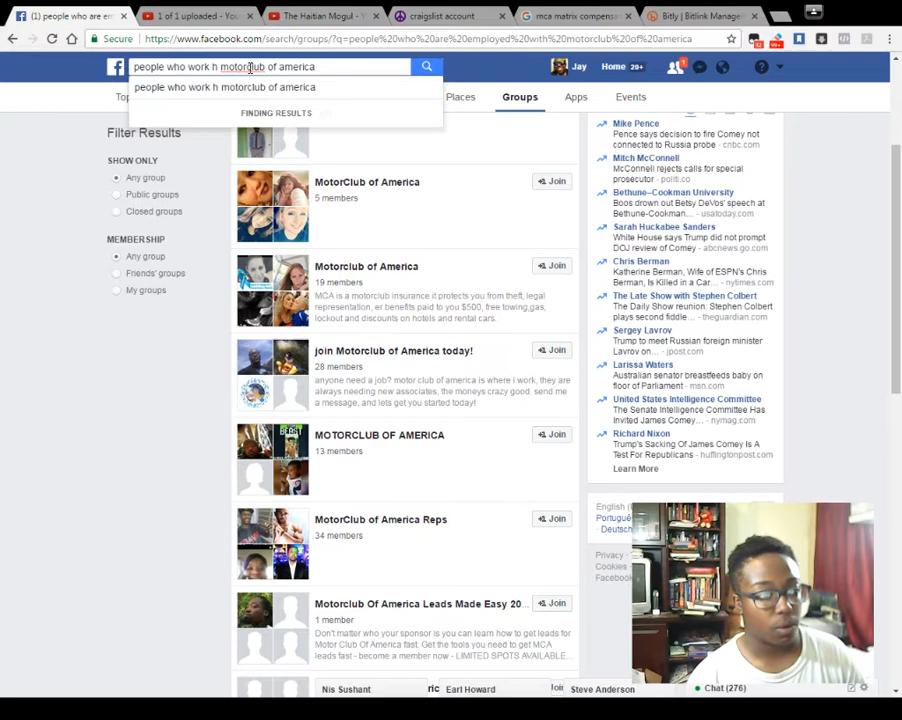 (1) people who are em
1 of 1 uploaded - You
The Haitian Mogul - Y
craigslist account
mca matrix compens
Bitly | Bitlink Manage
Secure
https://www.facebook.com/search/groups/?q=people%20who%20are%20employed%20with%20motorclub%20of%20america
people who work h motorclub of america
Jay
Home 29+
people who work h motorclub of america
FINDING RESULTS
Top
Places
Groups
Apps
Events
Filter Results
SHOW ONLY
Any group
Public groups
Closed groups
MEMBERSHIP
Any group
Friends' groups
My groups
MotorClub of America
5 members
Join
Motorclub of America
19 members
MCA is a motorclub insurance it protects you from theft, legal
representation, er benefits paid to you $500, free towing,gas,
lockout and discounts on hotels and rental cars.
Join
join Motorclub of America today!
28 members
anyone need a job? motor club of america is where i work, they are
always needing new associates, the moneys crazy good. send me
a message, and lets get you started today!
Join
MOTORCLUB OF AMERICA
13 members
Join
MotorClub of America Reps
34 members
Join
Motorclub Of America Leads Made Easy 20...
1 member
Don't matter who your sponsor is you can learn how to get leads for
Motor Club Of America fast. Get the tools you need to get MCA
leads fast - become a member now - LIMITED SPOTS AVAILABLE...
Join
Mike Pence
Pence says decision to fire Comey not
connected to Russia probe - cnbc.com
Mitch McConnell
McConnell rejects calls for special
prosecutor - politi.co
Bethune–Cookman University
Boos drown out Betsy DeVos' speech at
Bethune-Cookman... - usatoday.com
Sarah Huckabee Sanders
White House says Trump did not prompt
DOJ review of Comey - abcnews.go.com
Chris Berman
Katherine Berman, Wife of ESPN's Chris
Berman, Is Killed in a Car... - nytimes.com
The Late Show with Stephen Colbert
The Daily Show reunion: Stephen Colbert
plays second fiddle... - theguardian.com
Sergey Lavrov
Trump to meet Russian foreign minister
Lavrov on... - jpost.com
Larissa Waters
Australian senator breastfeeds baby on
floor of Parliament - msn.com
United States Intelligence Committee
The Senate Intelligence Committee Has
Invited James Comey... - nymag.com
Richard Nixon
Trump's Sacking Of James Comey Is A
Test For Republicans - huffingtonpost.com
Learn More
English (
Português
Deutsch
Privacy
Cookies
Facebook
Nis Sushant
Earl Howard
Steve Anderson
Chat (276)